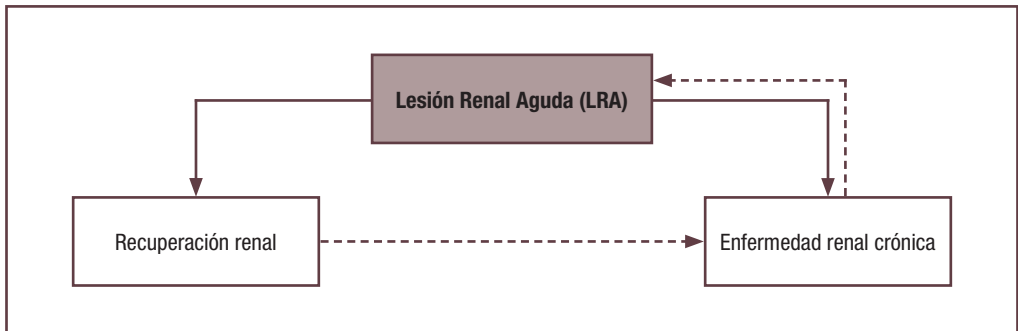 Lesión Renal Aguda (LRA)
Recuperación renal
Enfermedad renal crónica